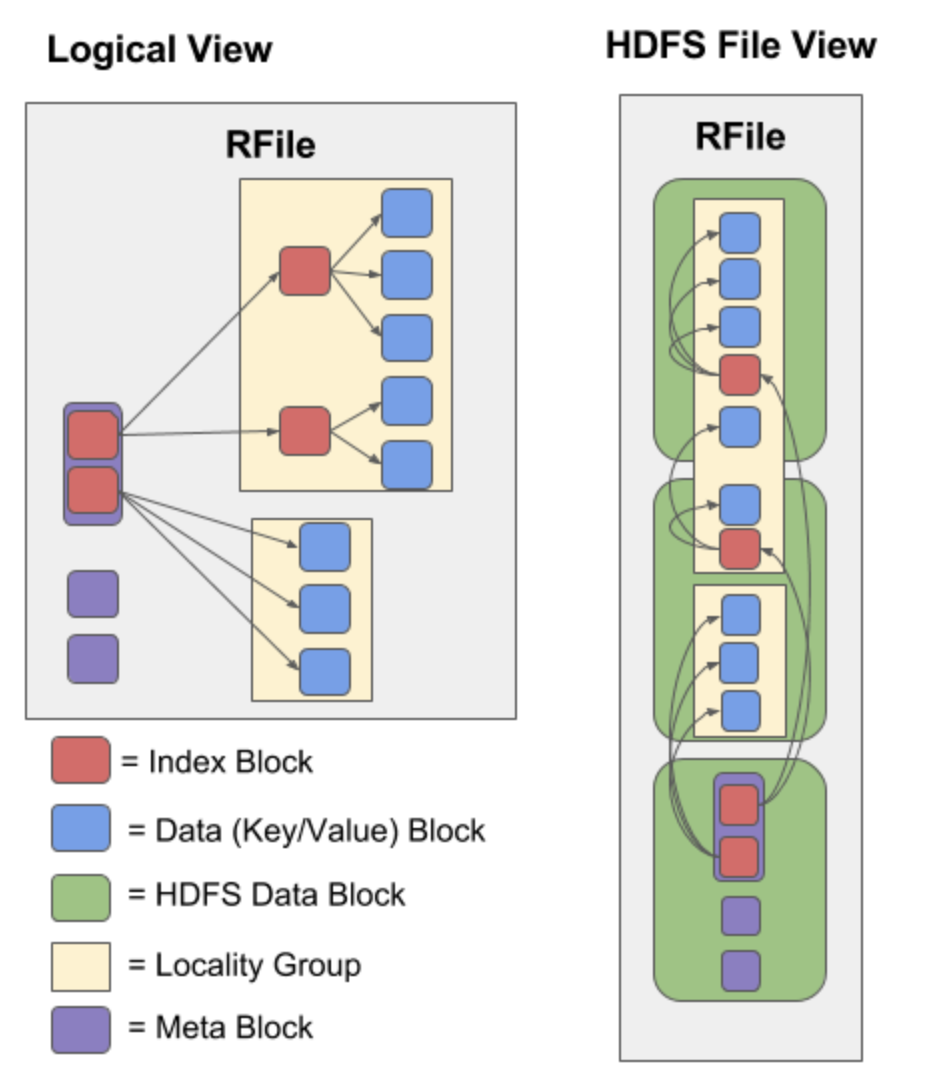 Logical View
HDFS File View
RFile
RFile
= Index Block
= Data (Key/Value) Block
= HDFS Data Block
= Locality Group
= Meta Block